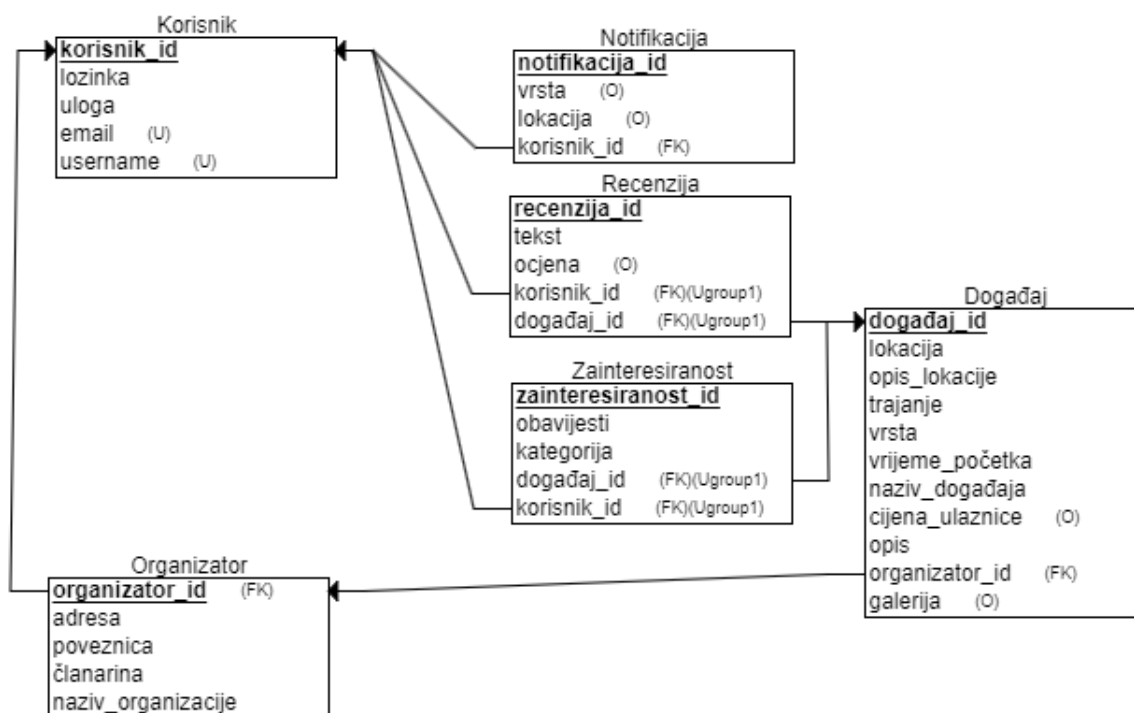 Korisnik
korisnik_id
lozinka
uloga
email (U)
username (U)
Notifikacija
notifikacija_id
vrsta (O)
lokacija (O)
korisnik_id (FK)
Recenzija
recenzija_id
tekst
ocjena (O)
korisnik_id (FK)(Ugroup1)
događaj_id (FK)(Ugroup1)
Zainteresiranost
zainteresiranost_id
obavijesti
kategorija
događaj_id (FK)(Ugroup1)
korisnik_id (FK)(Ugroup1)
Događaj
događaj_id
lokacija
opis_lokacije
trajanje
vrsta
vrijeme_početka
naziv_događaja
cijena_ulaznice (O)
opis
organizator_id (FK)
galerija (O)
Organizator
organizator_id (FK)
adresa
poveznica
članarina
naziv_organizacije